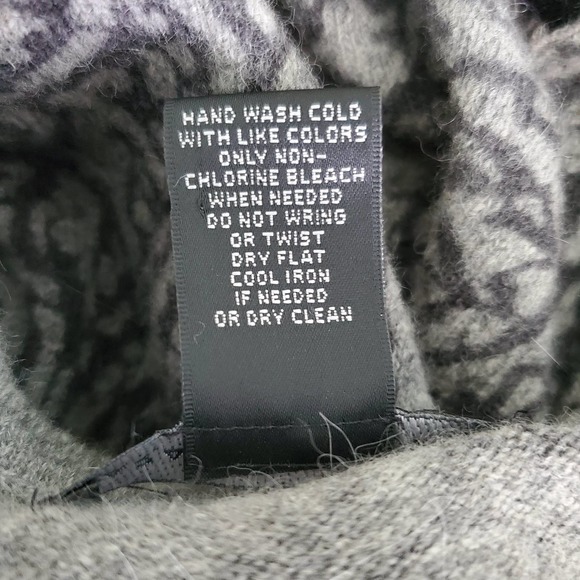 HAND WASH COLD
WITH LIKE COLORS
ONLY NON-
CHLORINE BLEACH
WHEN NEEDED
DO NOT WRING
OR TWIST
DRY FLAT
COOL IRON
IF NEEDED
OR DRY CLEAN